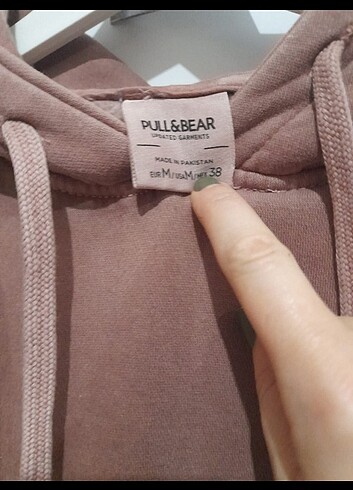 PULL&BEAR
UPDATED GARMENTS
MADE IN PAKISTAN
EUR M/USA M/MEX 38